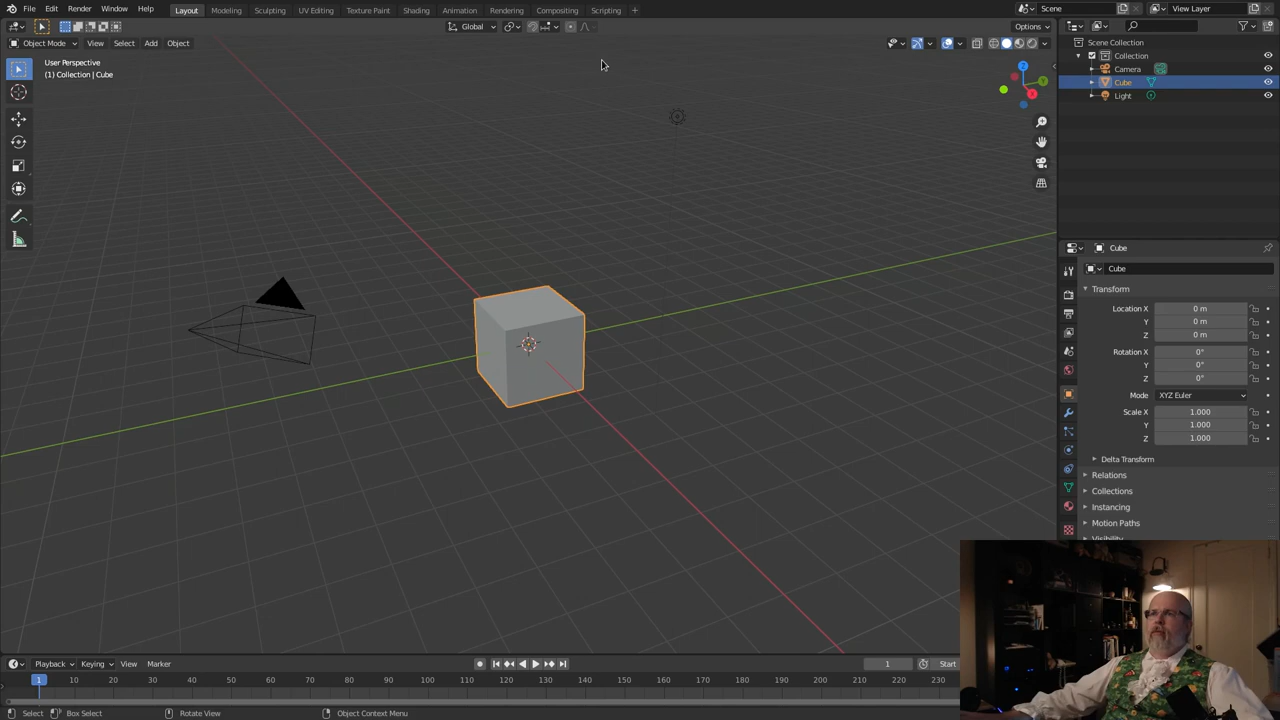 File Edit Render Window Help Layout Modeling Sculpting UV Editing Texture Paint Shading Animation Rendering Compositing Scripting + Scene View Layer
Global Options
Object Mode View Select Add Object
User Perspective
(1) Collection | Cube
Z
Y
X
Scene Collection
Collection
Camera
Cube
Light
Cube
Cube
Transform
Location X 0 m
Y 0 m
Z 0 m
Rotation X 0°
Y 0°
Z 0°
Mode XYZ Euler
Scale X 1.000
Y 1.000
Z 1.000
Delta Transform
Relations
Collections
Instancing
Motion Paths
Visibility
Playback Keying View Marker 1 Start
1 10 20 30 40 50 60 70 80 90 100 110 120 130 140 150 160 170 180 190 200 210 220 230
Select Box Select Rotate View Object Context Menu